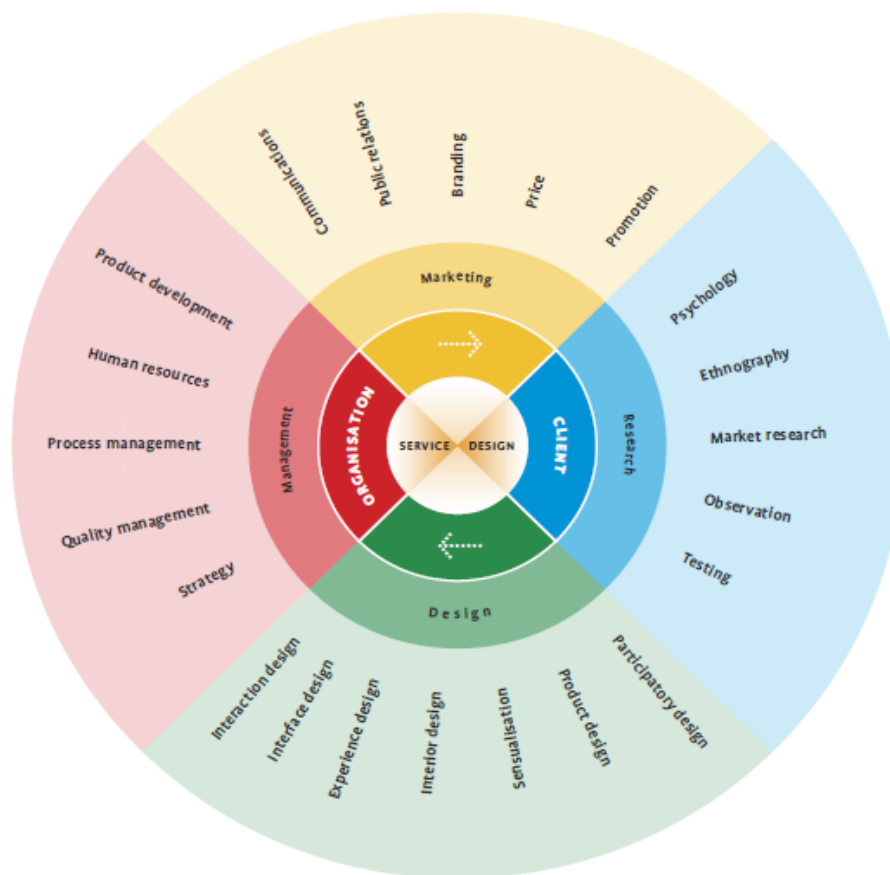 Communications
Public relations
Branding
Price
Promotion
Marketing
Product development
Human resources
Process management
Quality management
Strategy
Management
ORGANISATION
SERVICE DESIGN
CLIENT
Research
Psychology
Ethnography
Market research
Observation
Testing
Design
Interaction design
Interface design
Experience design
Interior design
Sensualisation
Product design
Participatory design